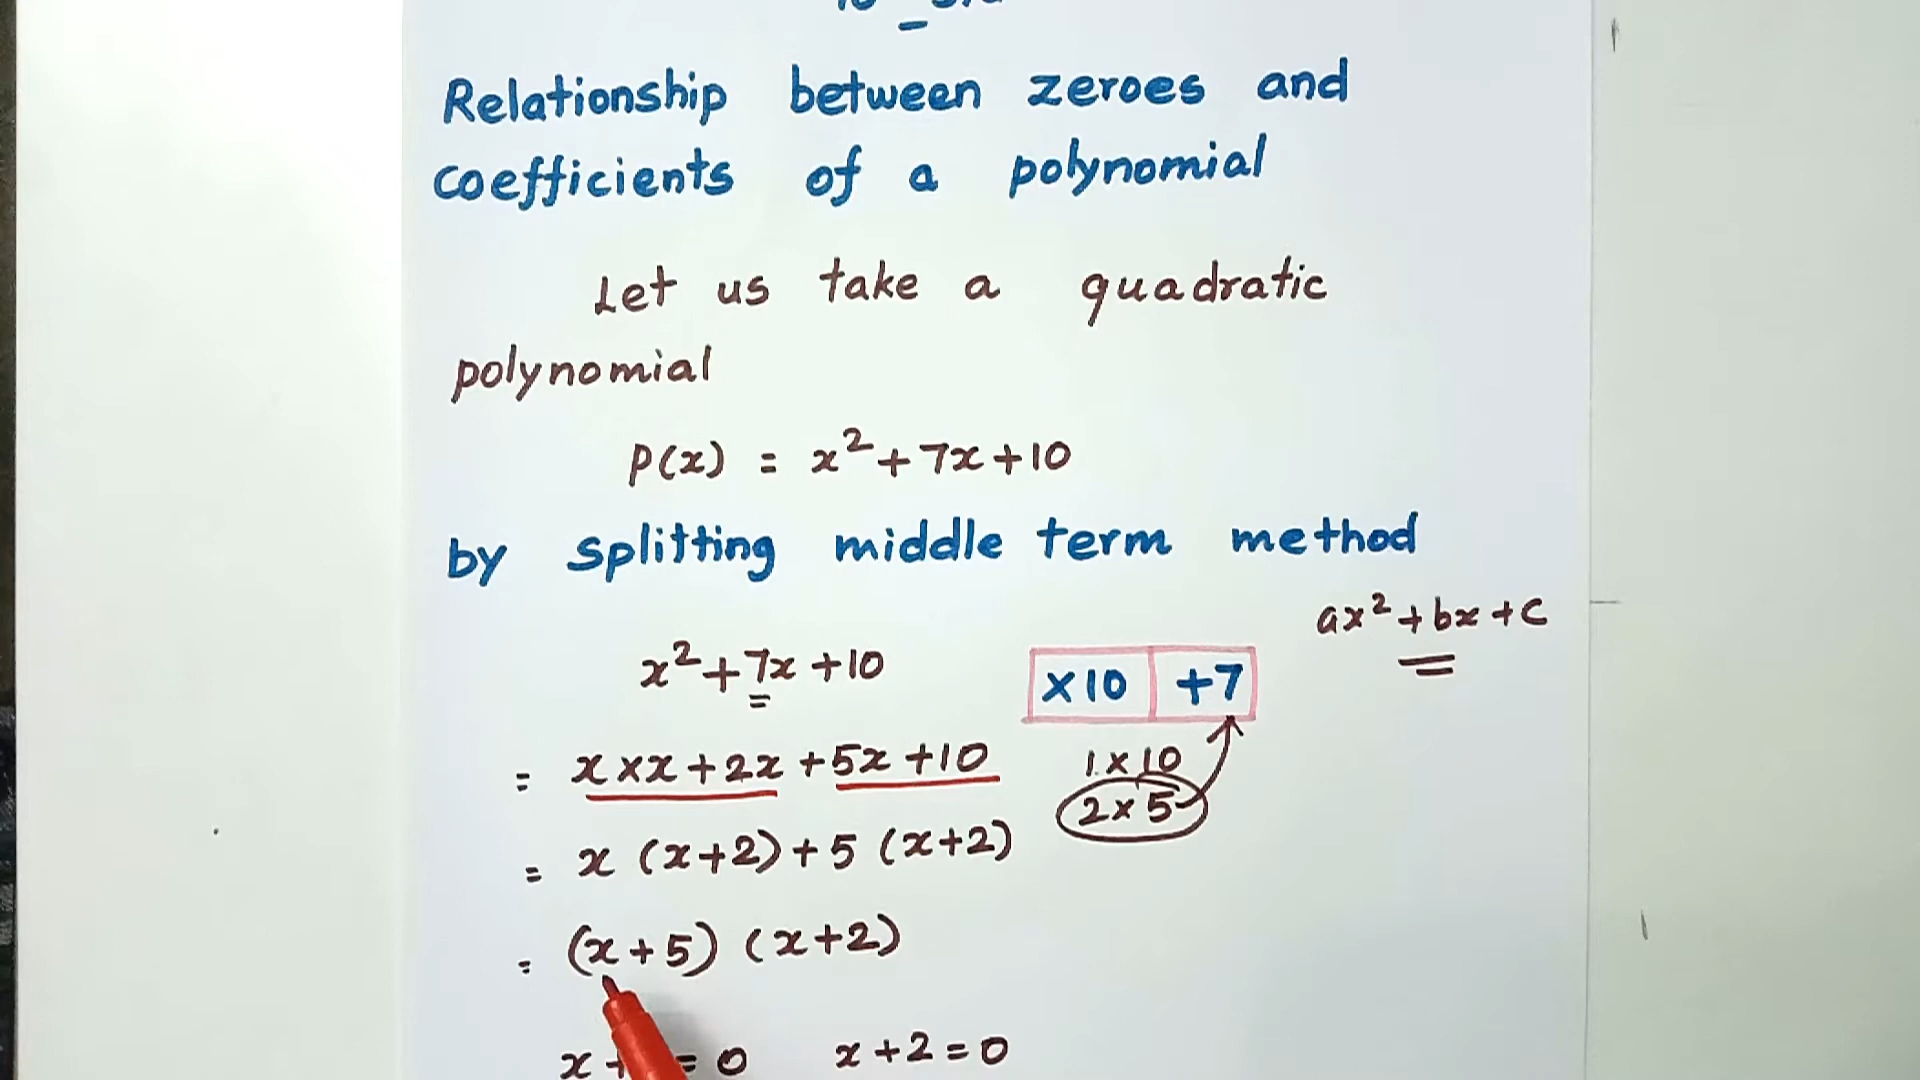 Relationship between zeroes and
coefficients of a polynomial
Let us take a quadratic
polynomial
P(x) = x² + 7x + 10
by splitting middle term method
ax² + bx + c
x² + 7x + 10
×10 +7
= x × x + 2x + 5x + 10
1 × 10
2 × 5
= x (x+2) + 5 (x+2)
= (x + 5) (x+2)
x + = 0 x + 2 = 0